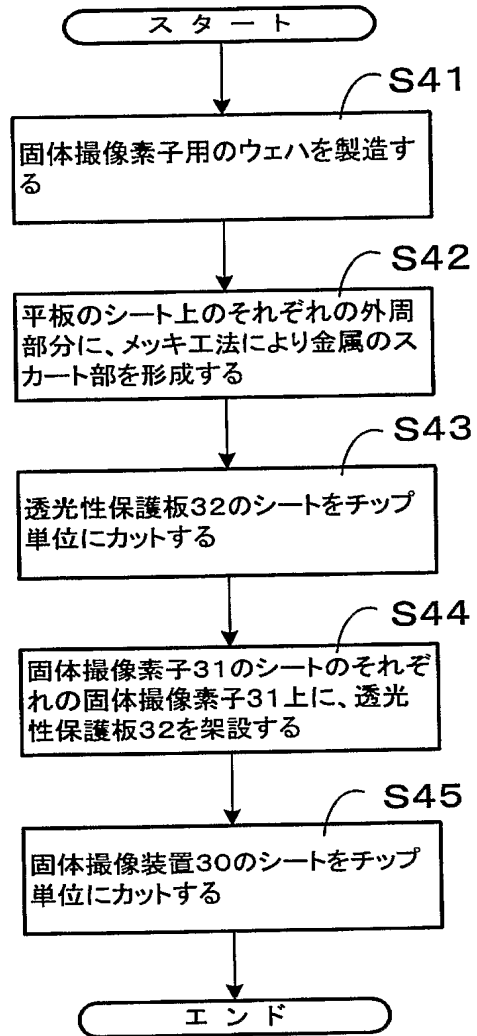 スタート
S41
固体撮像素子用のウェハを製造す
る
S42
平板のシート上のそれぞれの外周
部分に、メッキ工法により金属のス
カート部を形成する
S43
透光性保護板32のシートをチップ
単位にカットする
S44
固体撮像素子31のシートのそれぞ
れの固体撮像素子31上に、透光
性保護板32を架設する
S45
固体撮像装置30のシートをチップ
単位にカットする
エンド